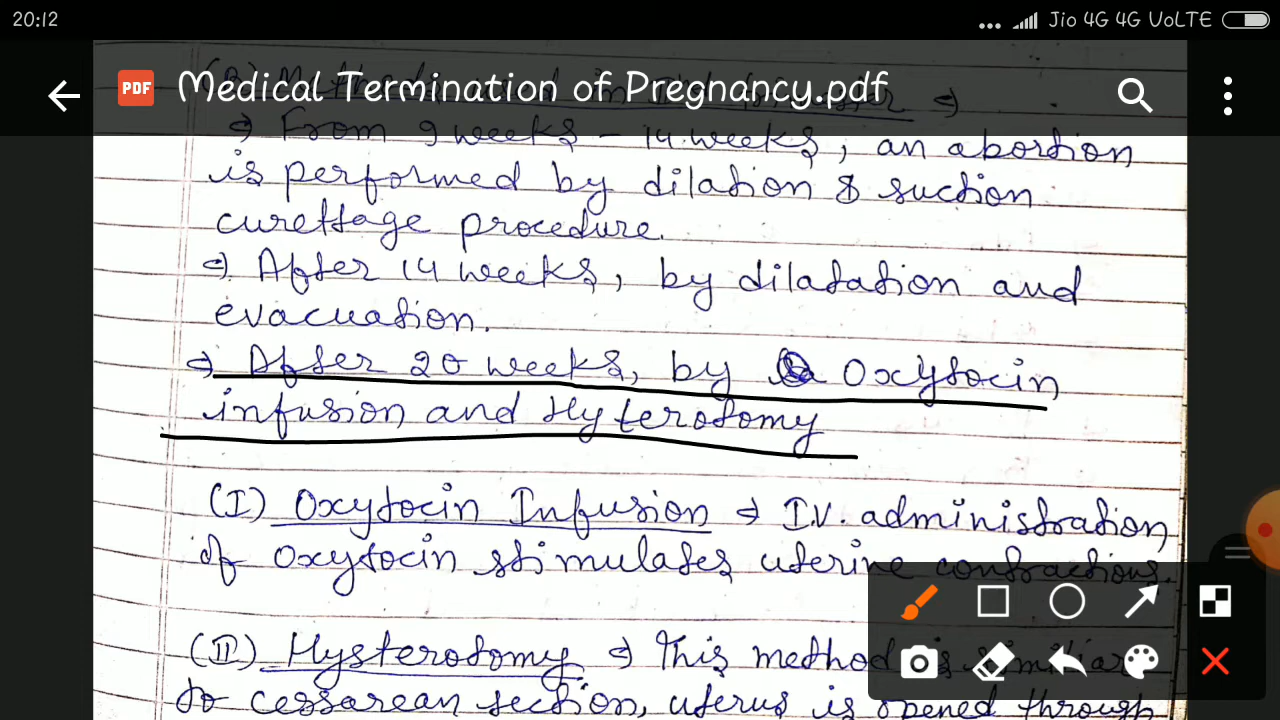 20:12
Jio 4G 4G VoLTE
PDF Medical Termination of Pregnancy.pdf
⇒ From 9 weeks - 14 weeks, an abortion
is performed by dilation & suction
curettage procedure.
⇒ After 14 weeks, by dilatation and
evacuation.
⇒ After 20 weeks, by Oxytocin
infusion and Hyterotomy
(I) Oxytocin Infusion ⇒ I.V. administration
of oxytocin stimulates uterine contractions.
(II) Hysterotomy ⇒ This method is similiar
to cessarean section, uterus is opened through